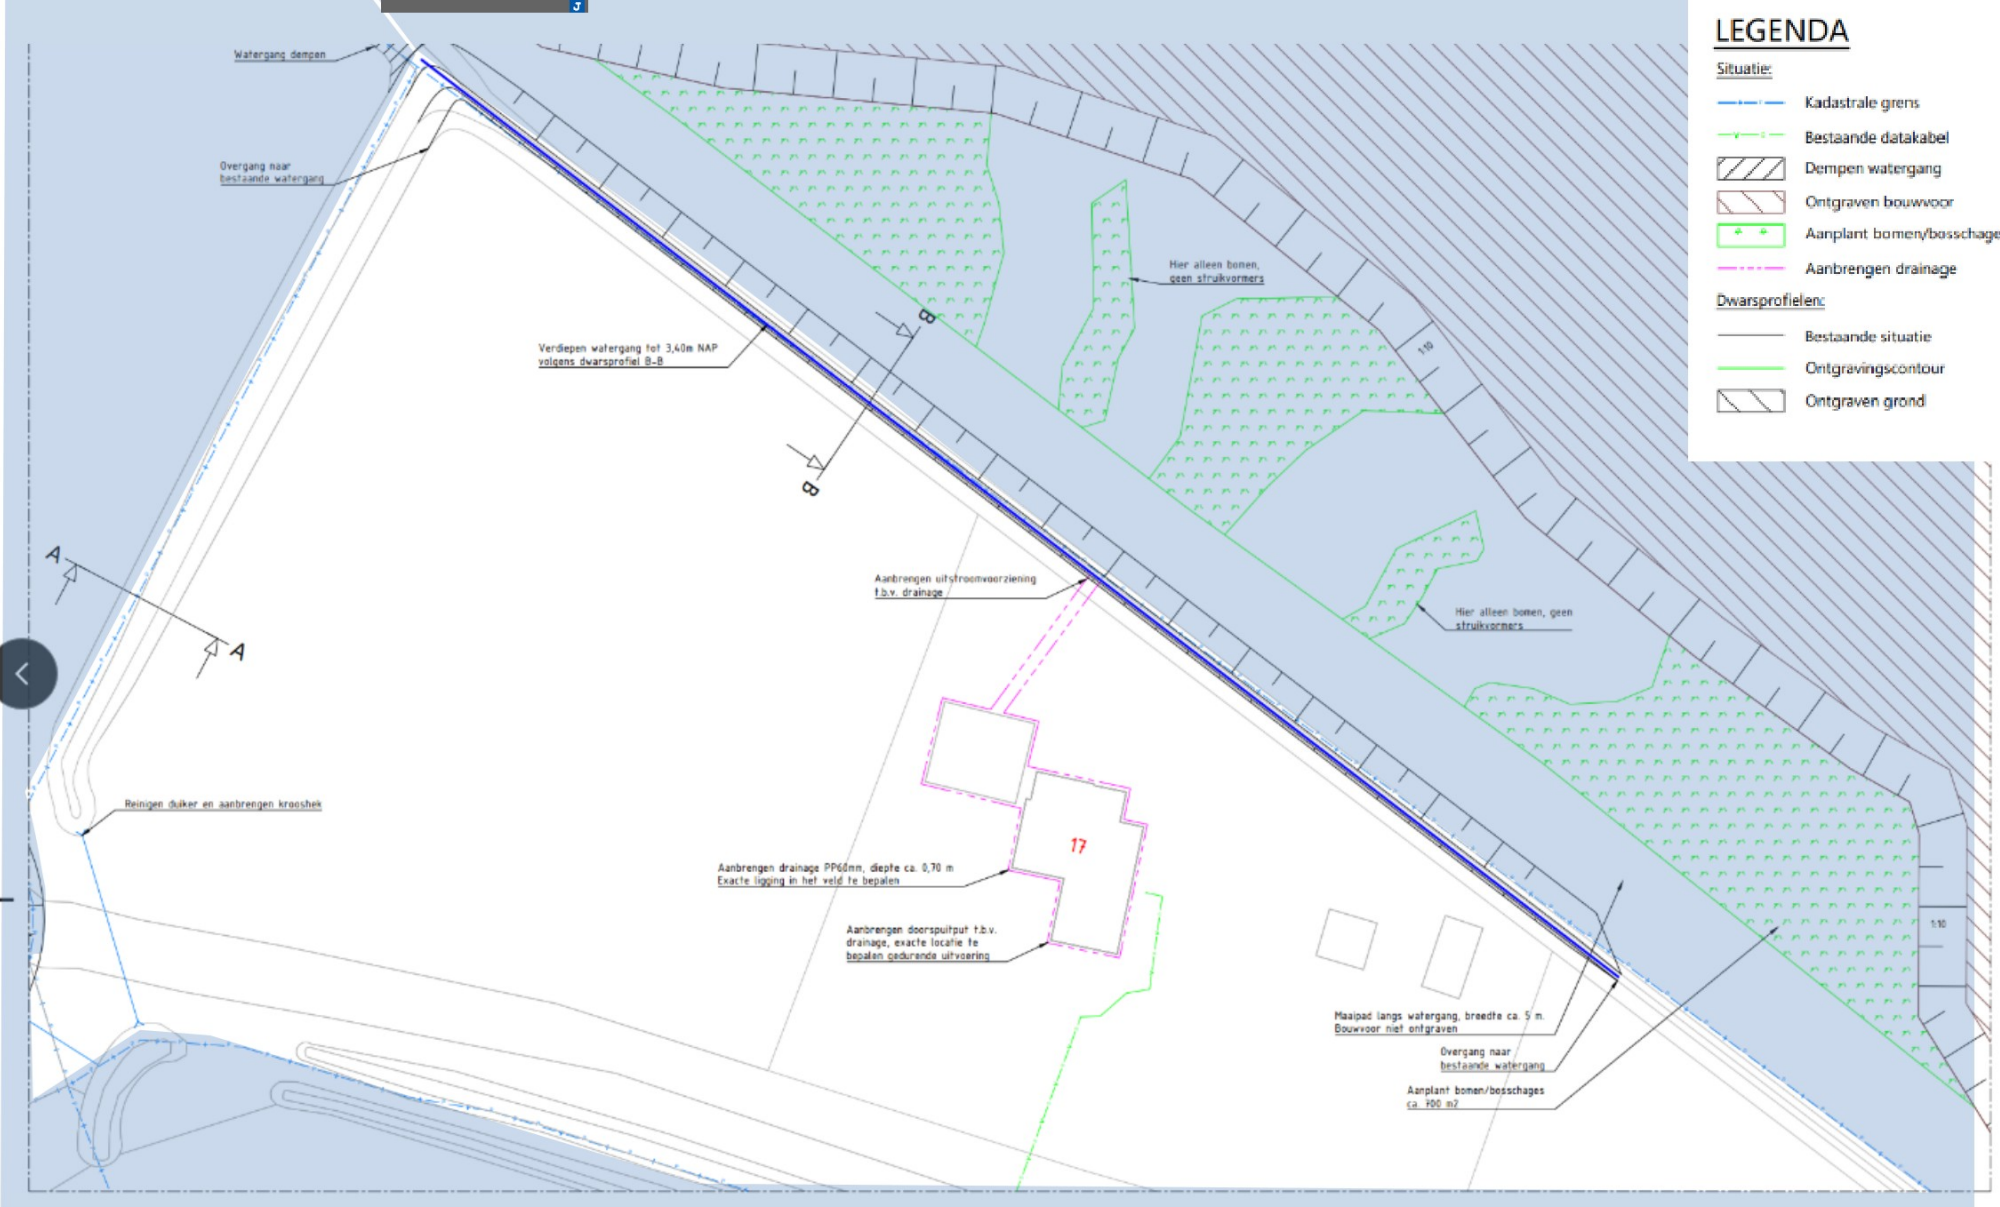 J
LEGENDA
Situatie:
Kadastrale grens
Bestaande datakabel
Dempen watergang
Ontgraven bouwvoor
Aanplant bomen/bosschage
Aanbrengen drainage
Dwarsprofielen:
Bestaande situatie
Ontgravingscontour
Ontgraven grond
Watergang dempen
Overgang naar
bestaande watergang
Hier alleen bomen,
geen struikvormers
B
Verdiepen watergang tot 3,40m NAP
volgens dwarsprofiel B-B
1:10
B
A
Aanbrengen uitstroomvoorziening
t.b.v. drainage
Hier alleen bomen, geen
struikvormers
A
Reinigen duiker en aanbrengen krooshek
17
Aanbrengen drainage PP60mm, diepte ca. 0,70 m
Exacte ligging in het veld te bepalen
Aanbrengen doorspuitput t.b.v.
drainage, exacte locatie te
bepalen gedurende uitvoering
1:10
Maaipad langs watergang, breedte ca. 5 m.
Bouwvoor niet ontgraven
Overgang naar
bestaande watergang
Aanplant bomen/bosschages
ca. 700 m2